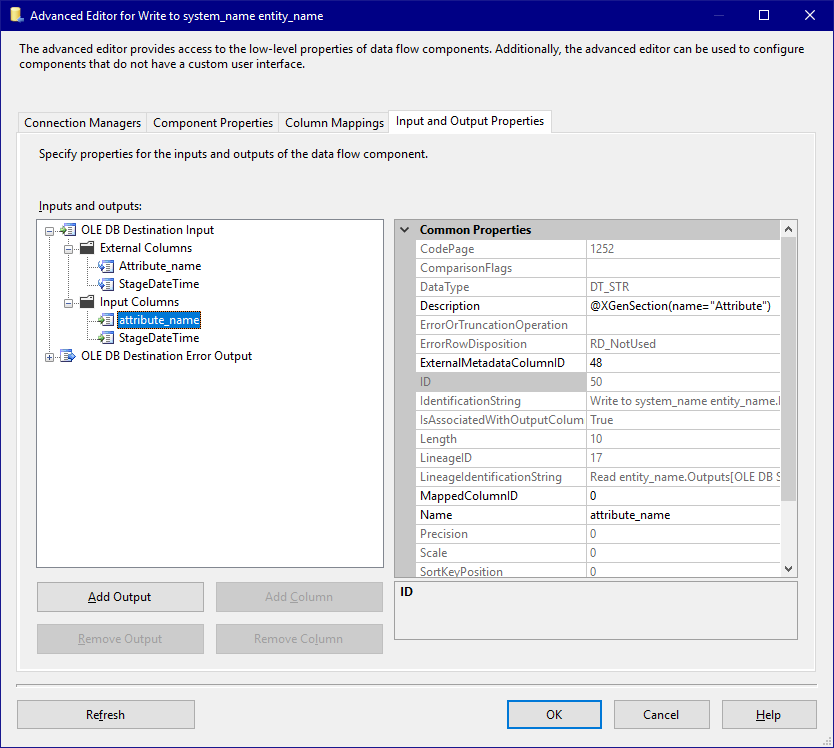 Advanced Editor for Write to system_name entity_name
The advanced editor provides access to the low-level properties of data flow components. Additionally, the advanced editor can be used to configure
components that do not have a custom user interface.
Connection Managers Component Properties Column Mappings Input and Output Properties
Specify properties for the inputs and outputs of the data flow component.
Inputs and outputs:
OLE DB Destination Input
External Columns
Attribute_name
StageDateTime
Input Columns
attribute_name
StageDateTime
OLE DB Destination Error Output
Common Properties
CodePage 1252
ComparisonFlags
DataType DT_STR
Description @XGenSection(name="Attribute")
ErrorOrTruncationOperation
ErrorRowDisposition RD_NotUsed
ExternalMetadataColumnID 48
ID 50
IdentificationString Write to system_name entity_name.
IsAssociatedWithOutputColum True
Length 10
LineageID 17
LineageIdentificationString Read entity_name.Outputs[OLE DB S
MappedColumnID 0
Name attribute_name
Precision 0
Scale 0
SortKeyPosition 0
Add Output Add Column
Remove Output Remove Column
ID
Refresh OK Cancel Help